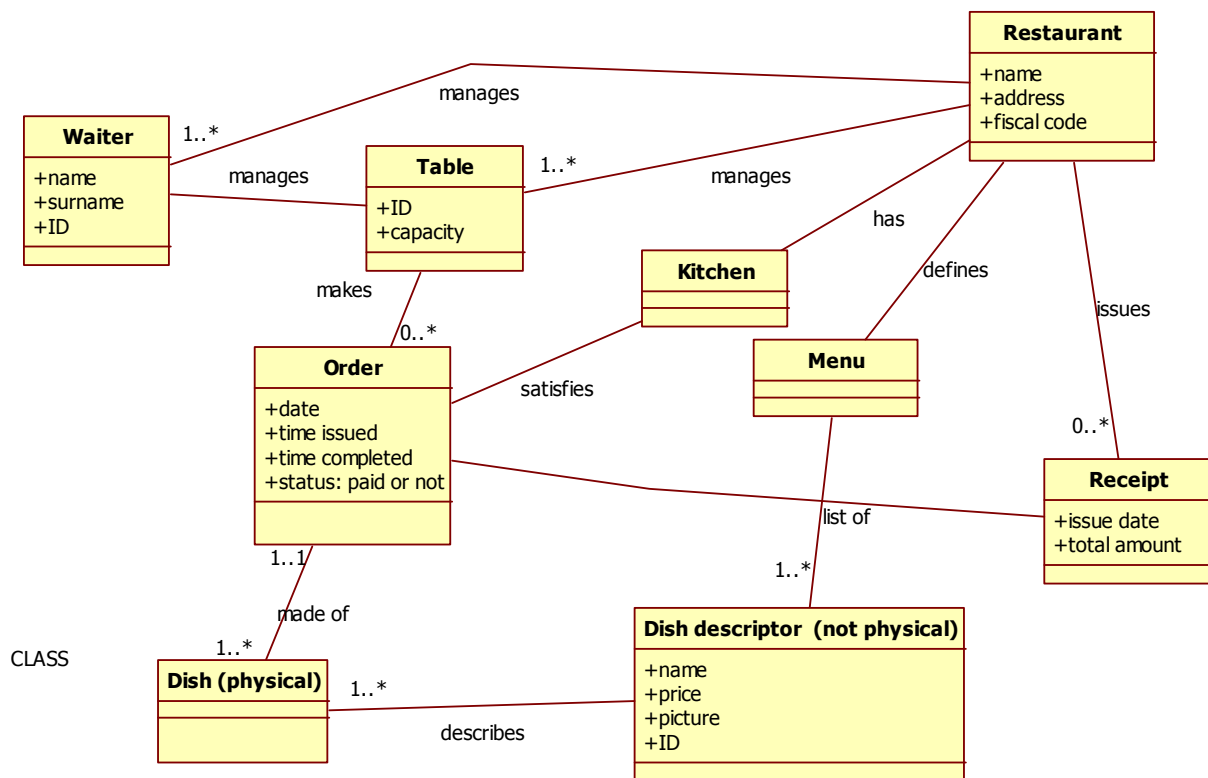 Restaurant
+name
+address
+fiscal code
manages
1..*
Waiter
+name
+surname
+ID
manages
Table
+ID
+capacity
1..*
manages
has
Kitchen
defines
issues
makes
0..*
Order
+date
+time issued
+time completed
+status: paid or not
satisfies
Menu
0..*
Receipt
+issue date
+total amount
list of
1..*
1..1
made of
1..*
CLASS
Dish (physical)
1..*
describes
Dish descriptor (not physical)
+name
+price
+picture
+ID